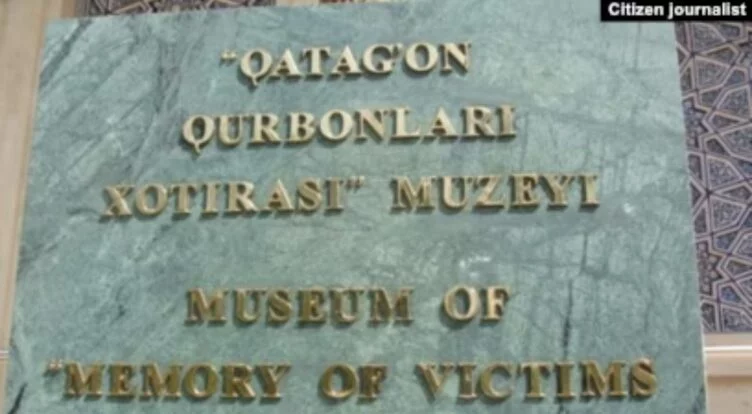 Citizen journalist
"QATAG'ON
QURBONLARI
XOTIRASI" MUZEYI
MUSEUM OF
"MEMORY OF VICTIMS